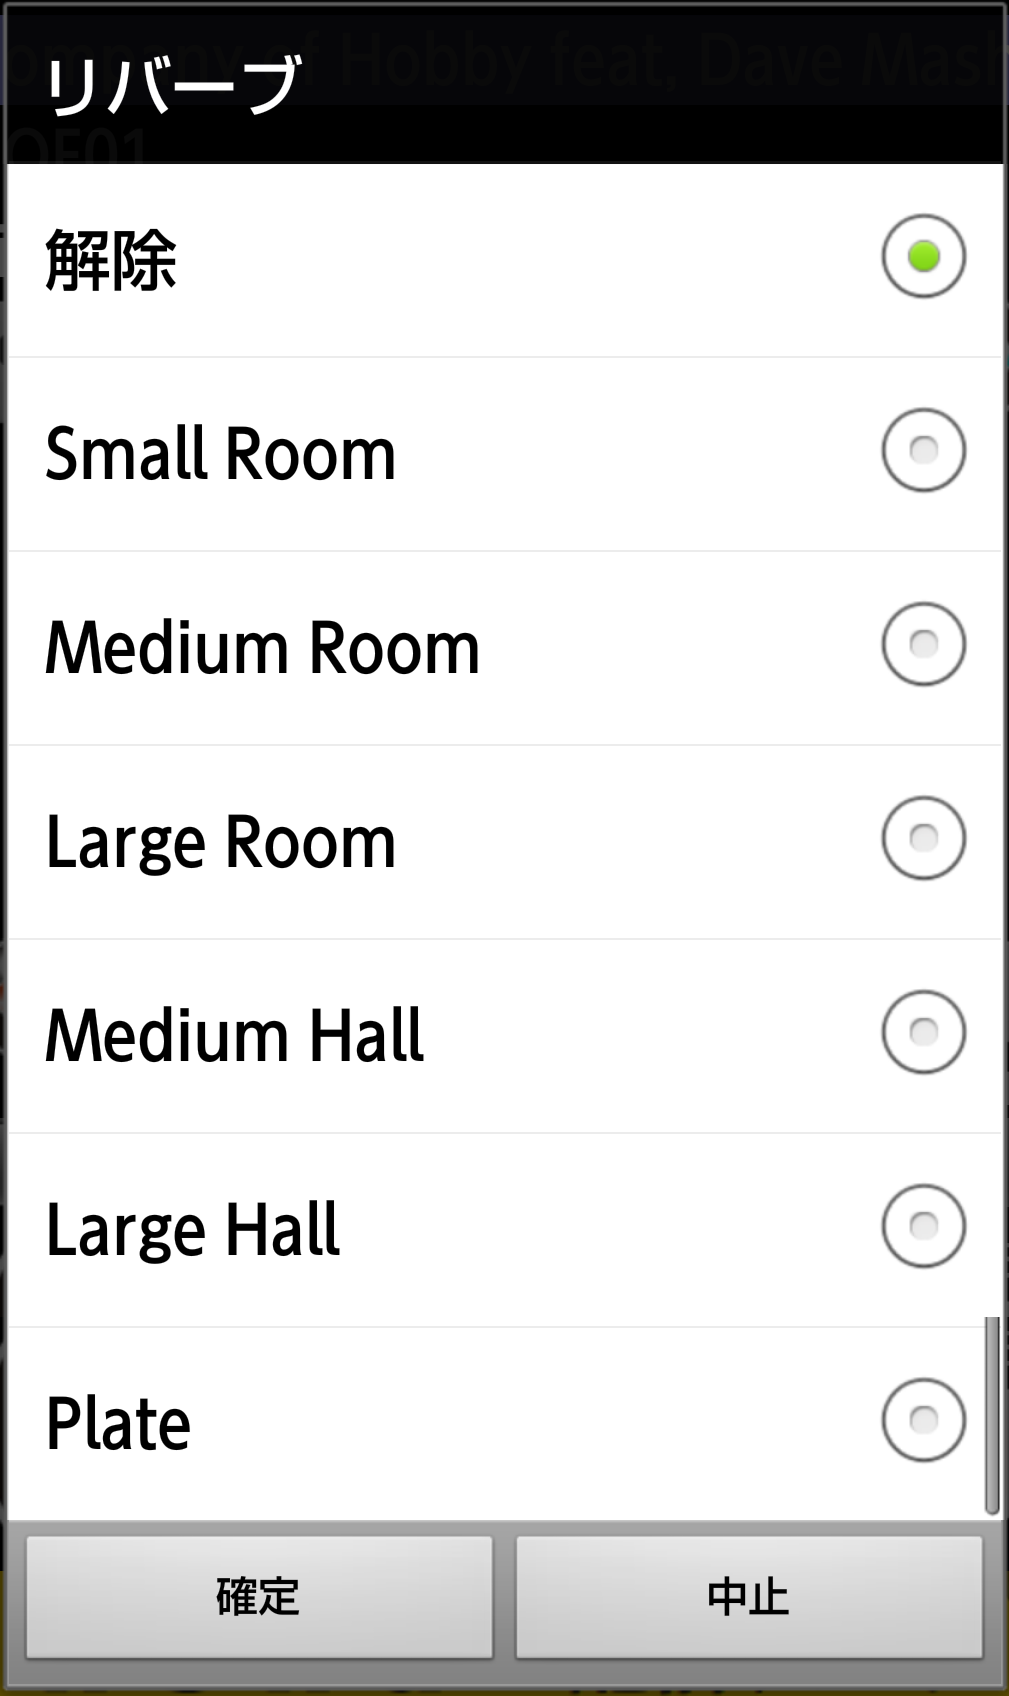 ompany of Hobby feat, Dave Mash
リバーブ
OE01
解除
Small Room
Medium Room
Large Room
Medium Hall
Large Hall
Plate
確定
中止